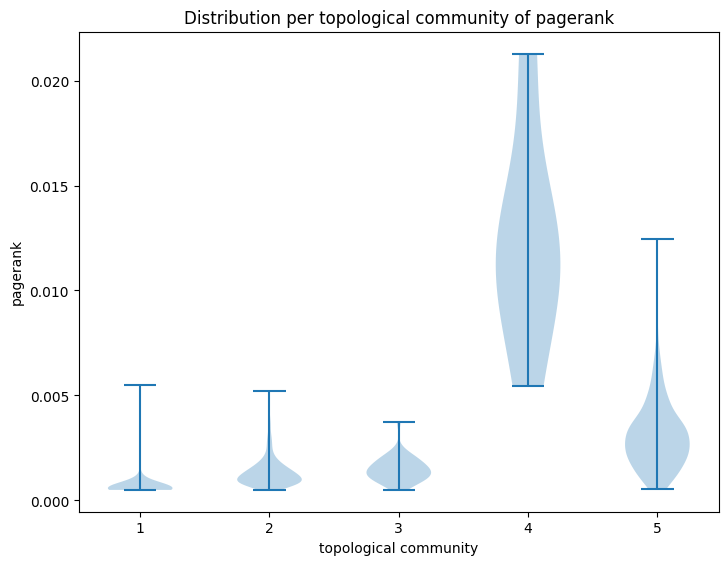 Distribution per topological community of pagerank
0.020
0.015
0.010
0.005
0.000
pagerank
1 2 3 4 5
topological community